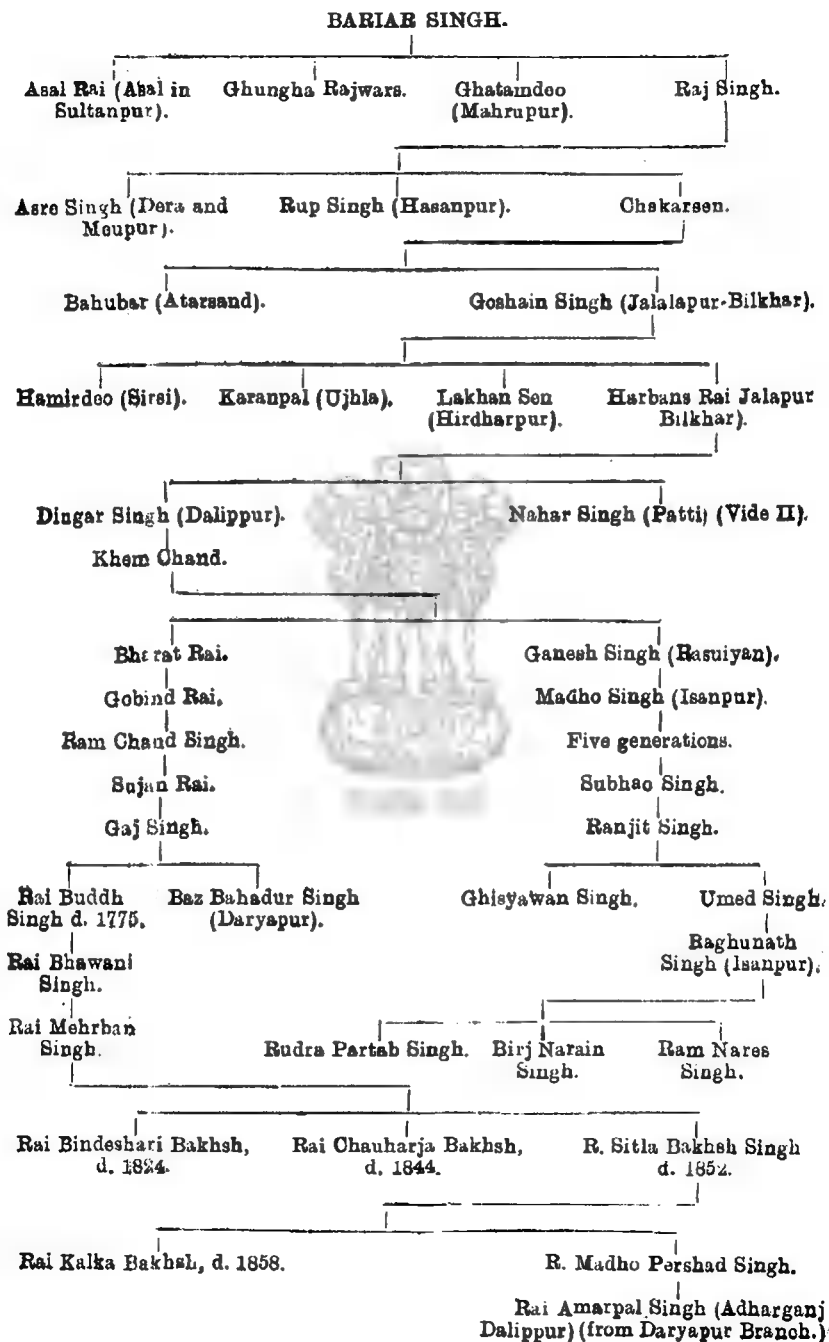 BARIAR SINGH.
Asal Rai (Asal in Sultanpur). Ghungha Rajwars. Ghatamdeo (Mahrupur). Raj Singh.
Asre Singh (Dera and Meupur). Rup Singh (Hasanpur). Chakarsen.
Bahubar (Atarsand). Goshain Singh (Jalalapur-Bilkhar).
Hamirdeo (Sirsi). Karanpal (Ujhla). Lakhan Sen (Hirdharpur). Harbans Rai Jalapur Bilkhar).
Dingar Singh (Dalippur). Nahar Singh (Patti) (Vide II).
Khem Chand.
Bharat Rai. Ganesh Singh (Rasuiyan).
Gobind Rai. Madho Singh (Isanpur).
Ram Chand Singh. Five generations.
Sujan Rai. Subhao Singh.
Gaj Singh. Ranjit Singh.
Rai Buddh Singh d. 1775. Baz Bahadur Singh (Daryapur). Ghisyawan Singh. Umed Singh.
Rai Bhawani Singh. Raghunath Singh (Isanpur).
Rai Mehrban Singh. Rudra Partab Singh. Birj Narain Singh. Ram Nares Singh.
Rai Bindeshari Bakhsh, d. 1824. Rai Chauharja Bakhsh, d. 1844. R. Sitla Bakhsh Singh d. 1852.
Rai Kalka Bakhsh, d. 1858. R. Madho Pershad Singh.
Rai Amarpal Singh (Adharganj Dalippur) (from Daryapur Branch.)